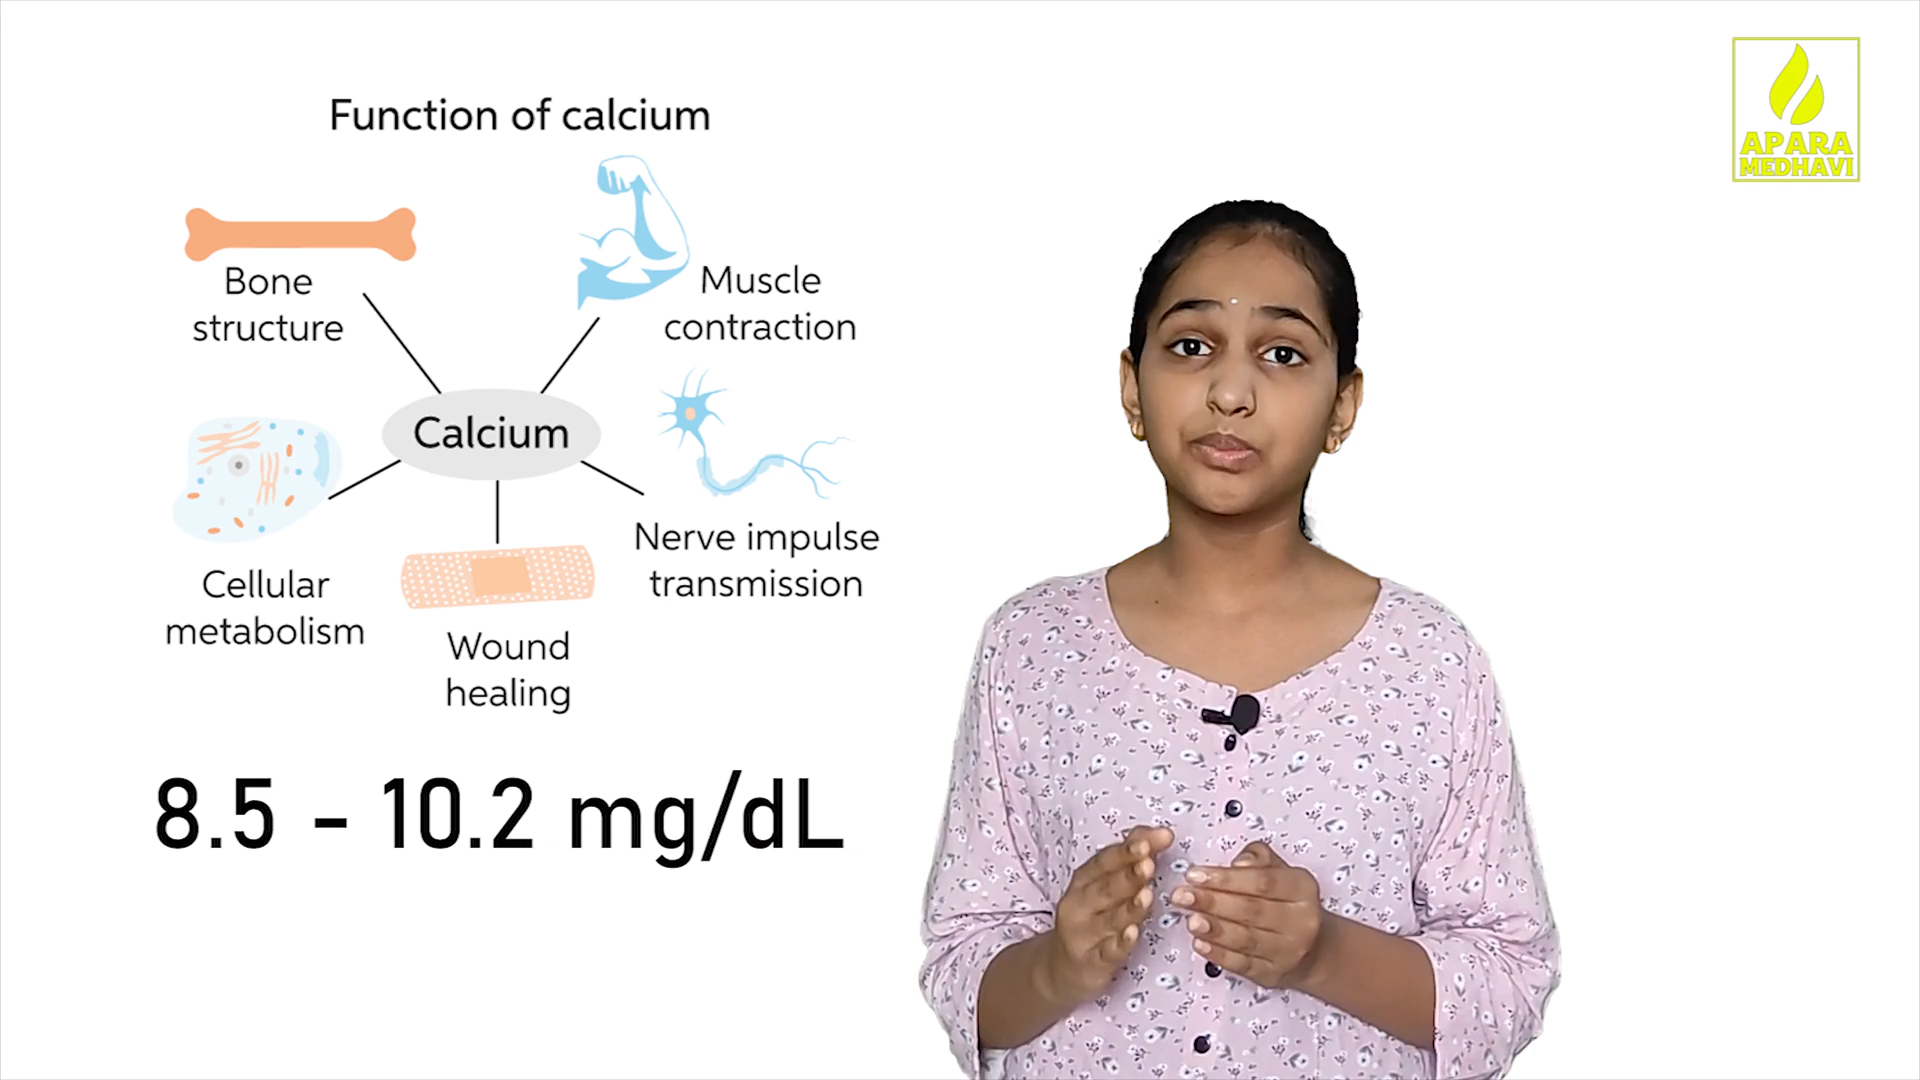 Function of calcium
Bone
structure
Muscle
contraction
Calcium
Cellular
metabolism
Wound
healing
Nerve impulse
transmission
8.5 - 10.2 mg/dL
APARA
MEDHAVI